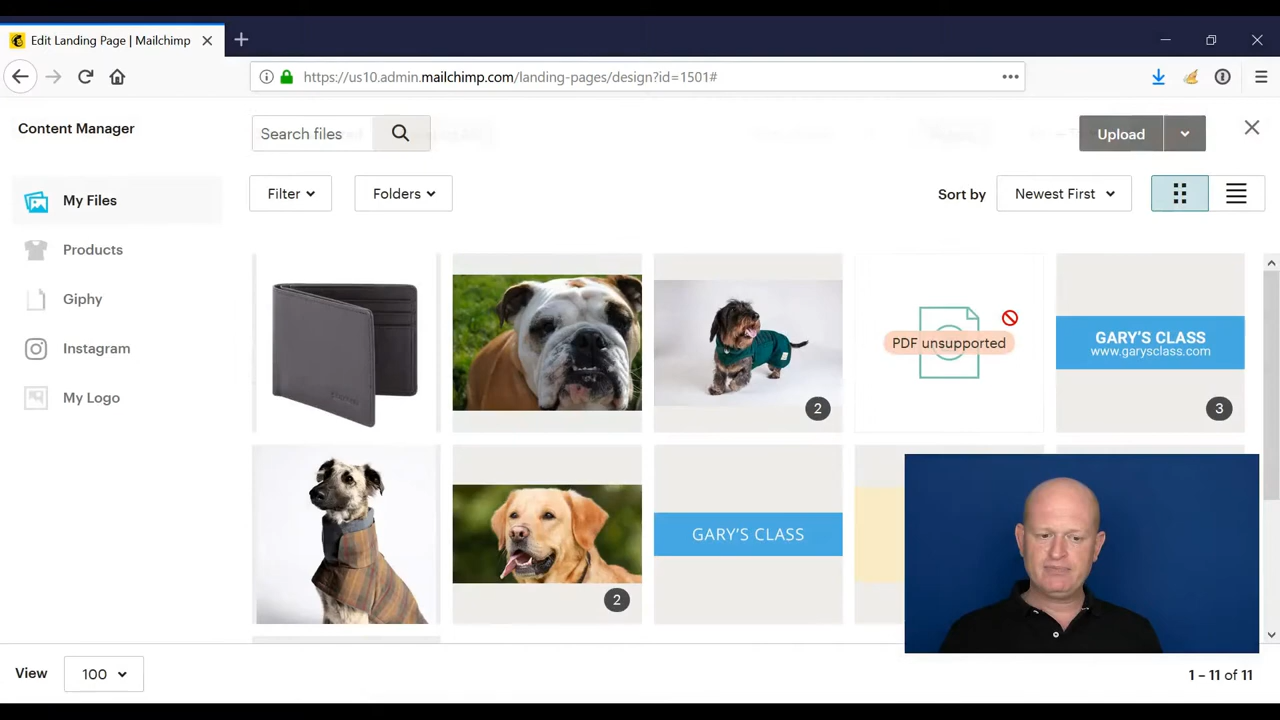 Edit Landing Page | Mailchimp
https://us10.admin.mailchimp.com/landing-pages/design?id=1501#
Content Manager
Search files
Upload
My Files
Filter
Folders
Sort by
Newest First
Products
Giphy
Instagram
My Logo
PDF unsupported
GARY'S CLASS
www.garysclass.com
2
3
GARY'S CLASS
2
View
100
1 – 11 of 11